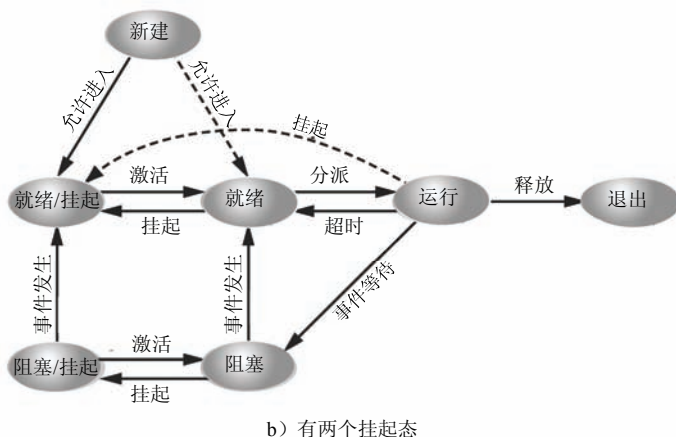 新建
允许进入
允许进入
挂起
就绪/挂起
激活
挂起
就绪
分派
超时
运行
释放
退出
事件发生
事件发生
事件等待
阻塞/挂起
激活
挂起
阻塞
b）有两个挂起态